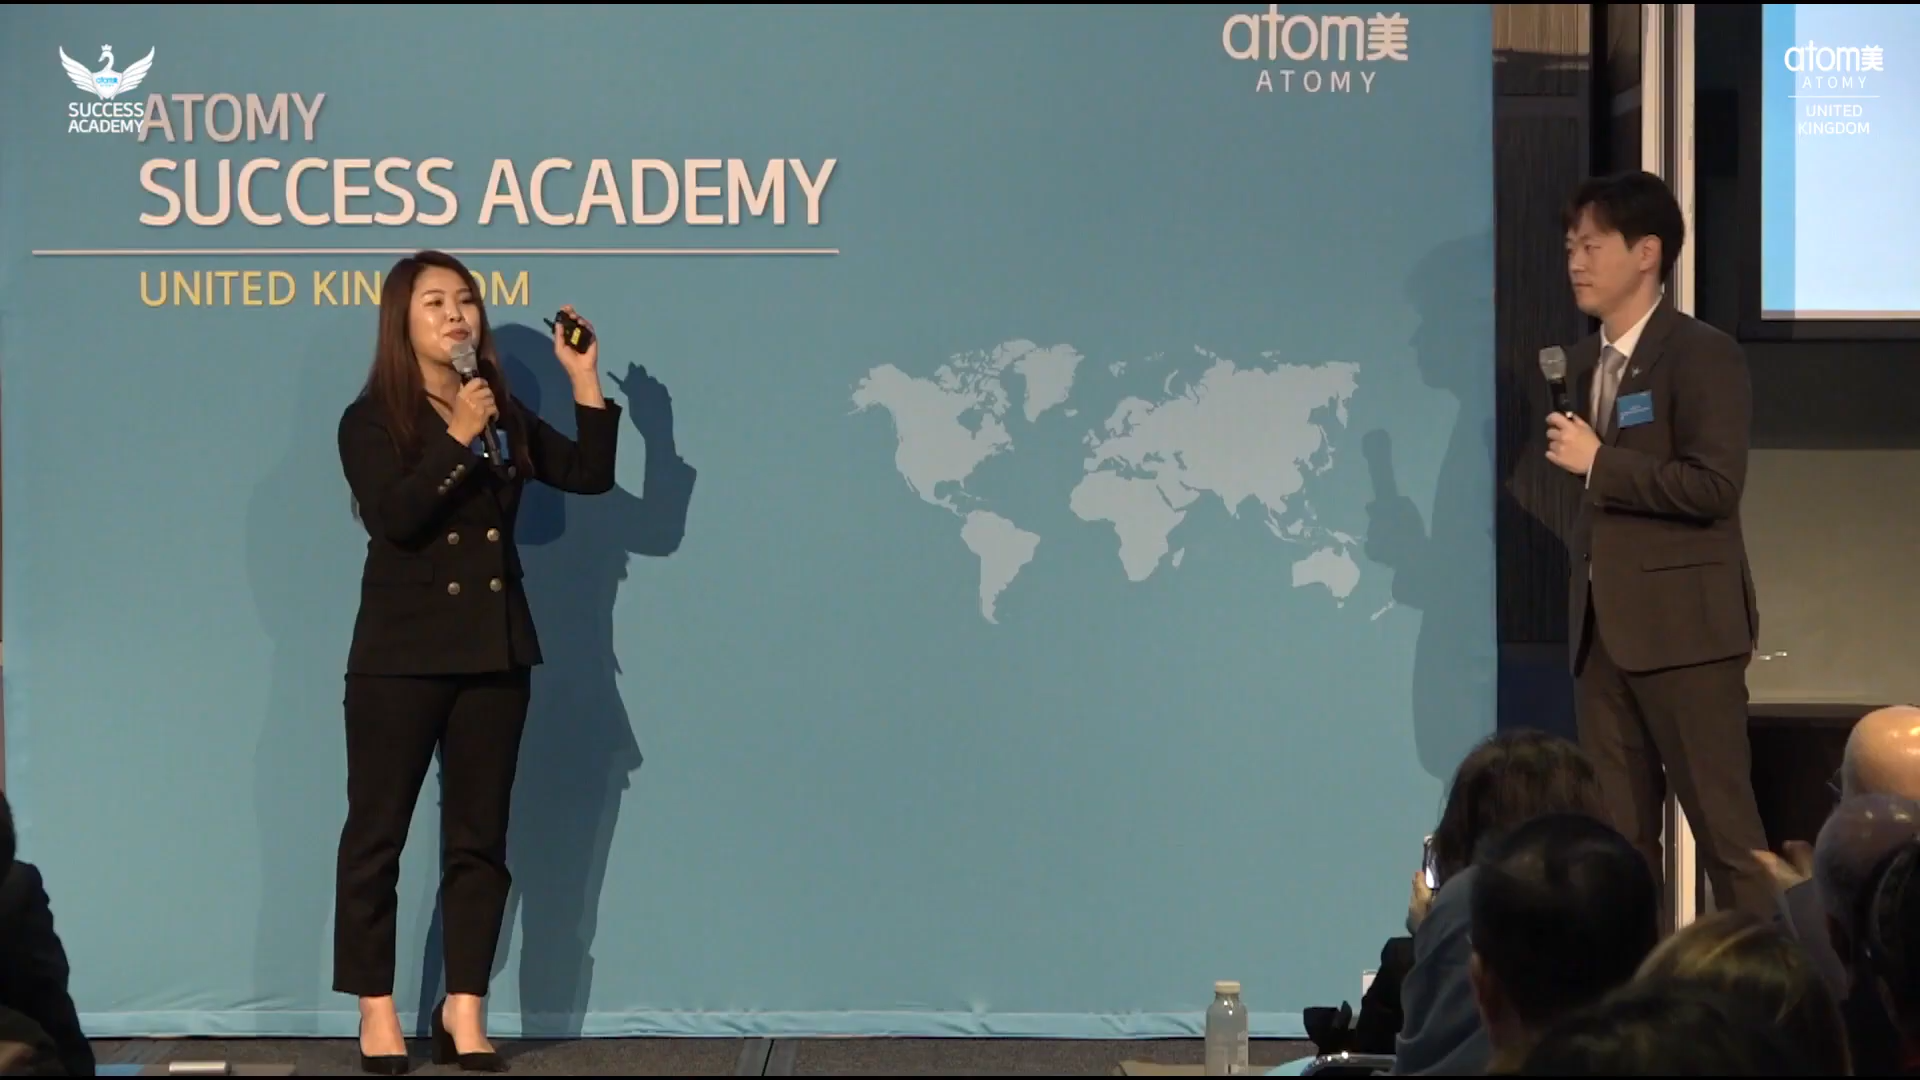 SUCCESS
ACADEMY
ATOMY
SUCCESS ACADEMY
UNITED KIN OM
atom美
ATOMY
atom美
ATOMY
UNITED
KINGDOM